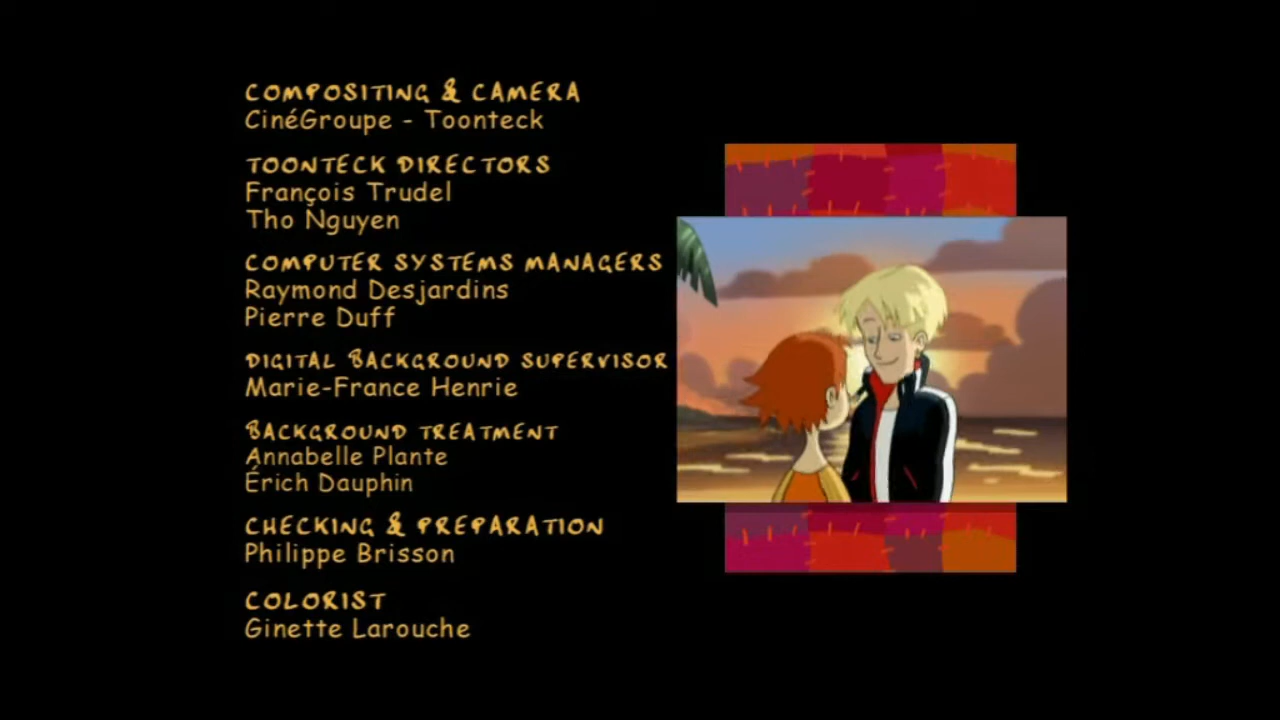 COMPOSITING & CAMERA
CinéGroupe - Toonteck
TOONTECK DIRECTORS
François Trudel
Tho Nguyen
COMPUTER SYSTEMS MANAGERS
Raymond Desjardins
Pierre Duff
DIGITAL BACKGROUND SUPERVISOR
Marie-France Henrie
BACKGROUND TREATMENT
Annabelle Plante
Érich Dauphin
CHECKING & PREPARATION
Philippe Brisson
COLORIST
Ginette Larouche